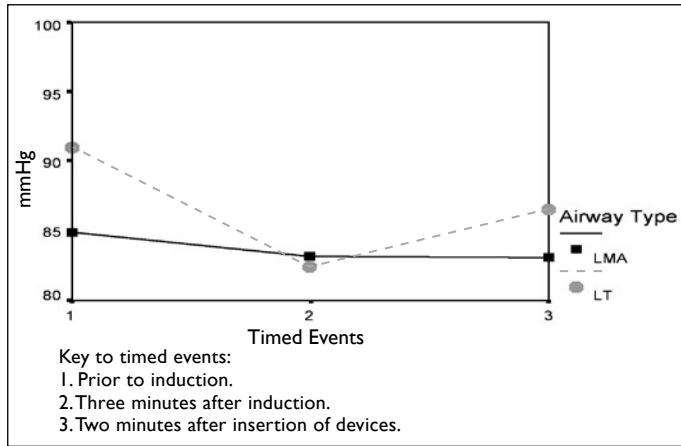 100
95
90
85
80
mmHg
1
2
3
Timed Events
Airway Type
LMA
LT
Key to timed events:
1. Prior to induction.
2. Three minutes after induction.
3. Two minutes after insertion of devices.